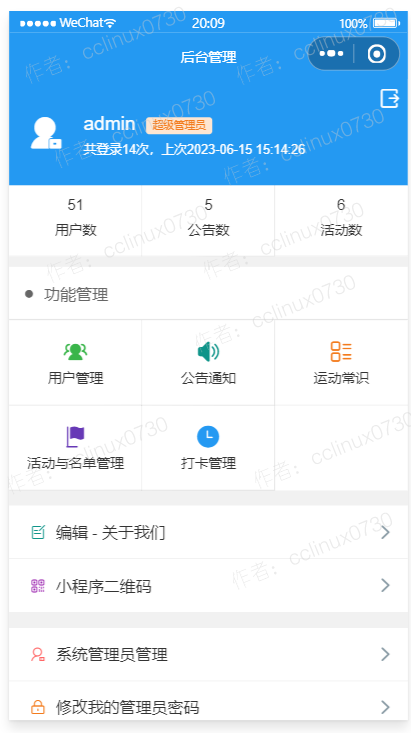 WeChat 20:09 100%
后台管理
admin 超级管理员
共登录14次，上次2023-06-15 15:14:26
51 5 6
用户数 公告数 活动数
功能管理
用户管理 公告通知 运动常识
活动与名单管理 打卡管理
编辑 - 关于我们
小程序二维码
系统管理员管理
修改我的管理员密码
作者：cclinux0730
作者：cclinux0730
作者：cclinux0730
作者：cclinux0730
作者：cclinux0730
作者：cclinux0730
作者：cclinux0730
作者：cclinux0730
作者：cclinux0730
作者：cclinux0730